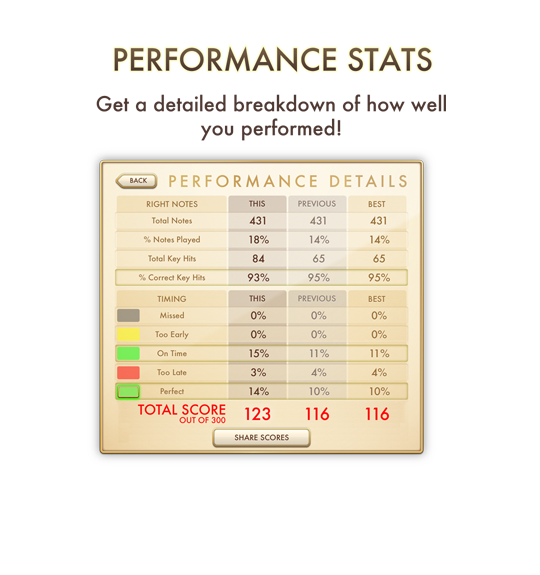 PERFORMANCE STATS
Get a detailed breakdown of how well
you performed!
BACK PERFORMANCE DETAILS
RIGHT NOTES THIS PREVIOUS BEST
Total Notes 431 431 431
% Notes Played 18% 14% 14%
Total Key Hits 84 65 65
% Correct Key Hits 93% 95% 95%
TIMING THIS PREVIOUS BEST
Missed 0% 0% 0%
Too Early 0% 0% 0%
On Time 15% 11% 11%
Too Late 3% 4% 4%
Perfect 14% 10% 10%
TOTAL SCORE 123 116 116
OUT OF 300
SHARE SCORES